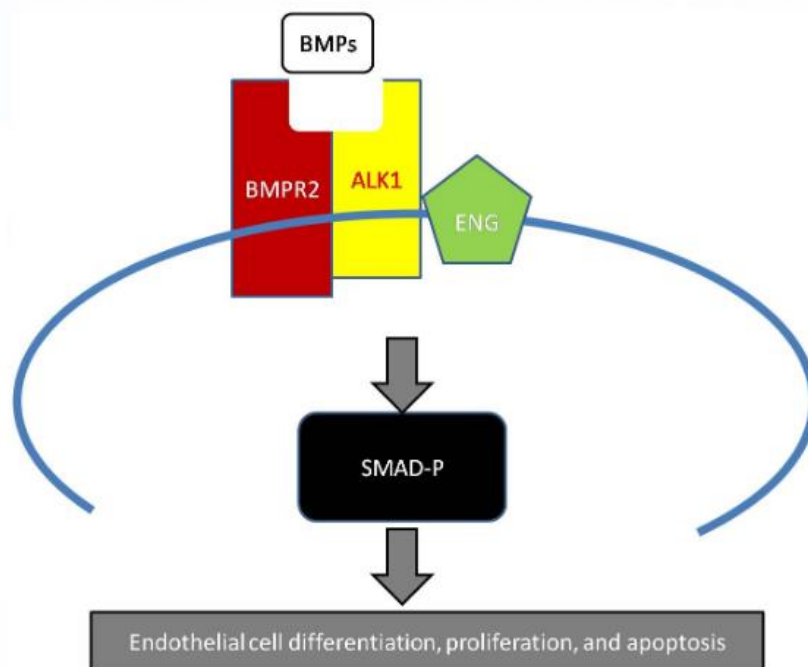 BMPs
BMPR2
ALK1
ENG
SMAD-P
Endothelial cell differentiation, proliferation, and apoptosis